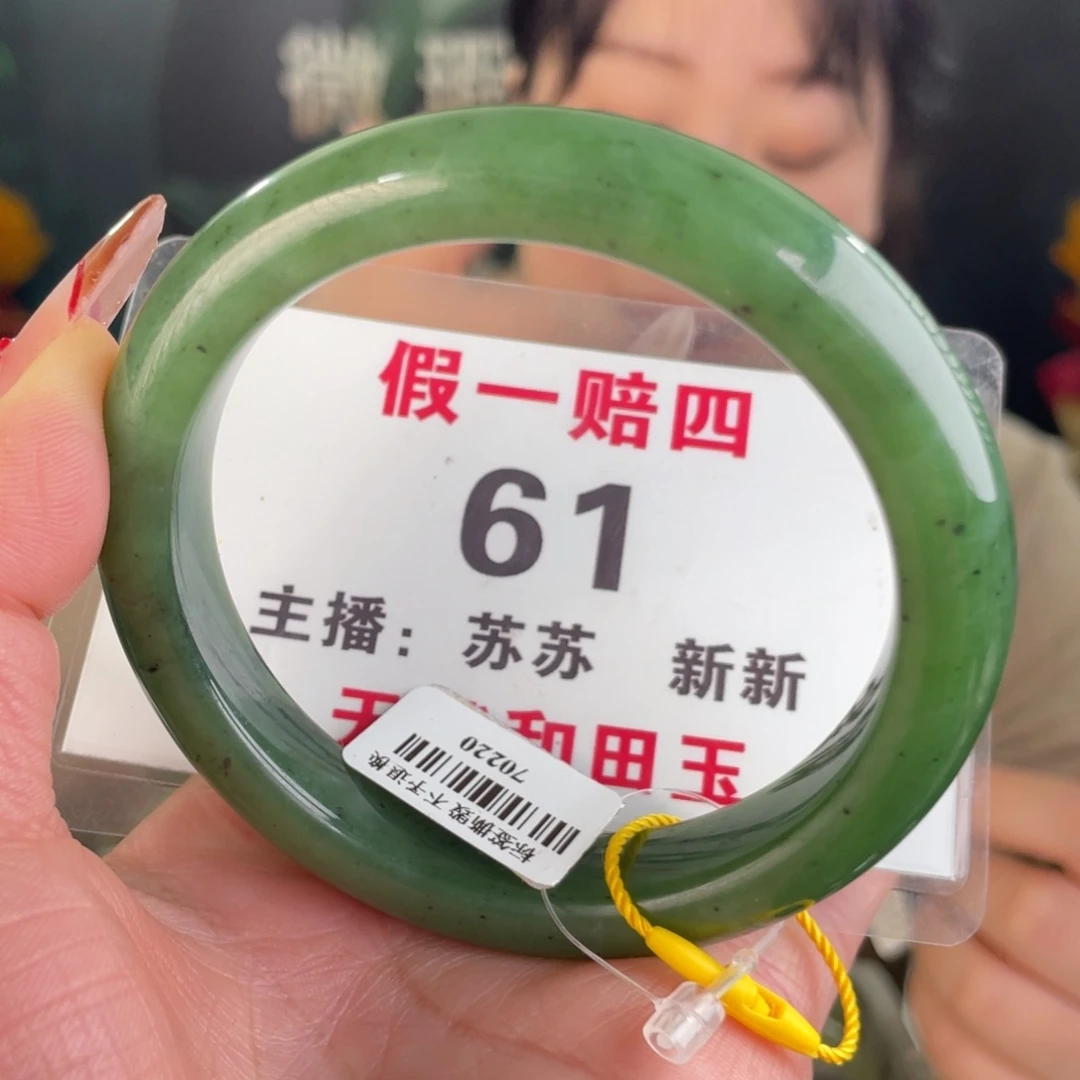 假一赔四
61
主播：苏苏 新新
和田玉
70220
标签撕毁 不予退换